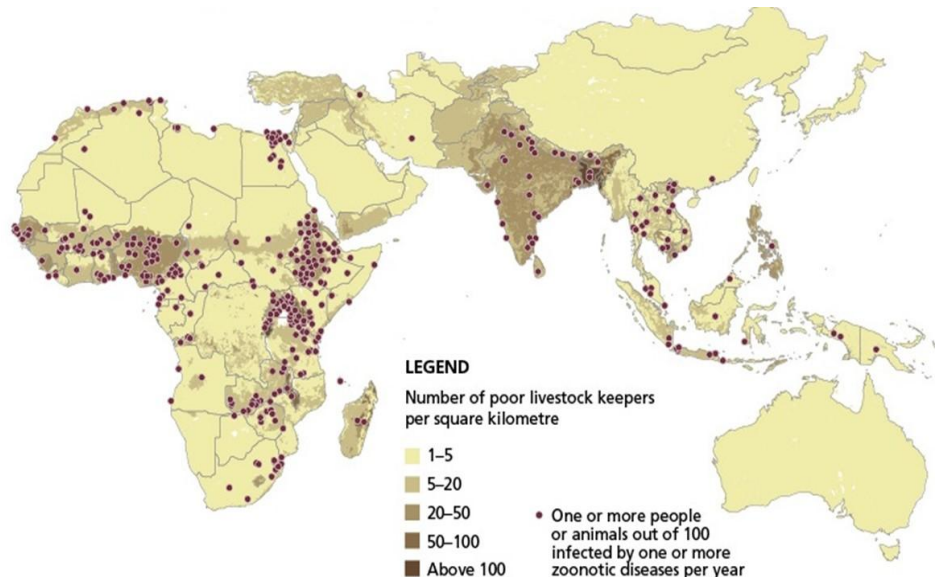 LEGEND
Number of poor livestock keepers
per square kilometre
1–5
5–20
20–50
50–100
Above 100
One or more people
or animals out of 100
infected by one or more
zoonotic diseases per year